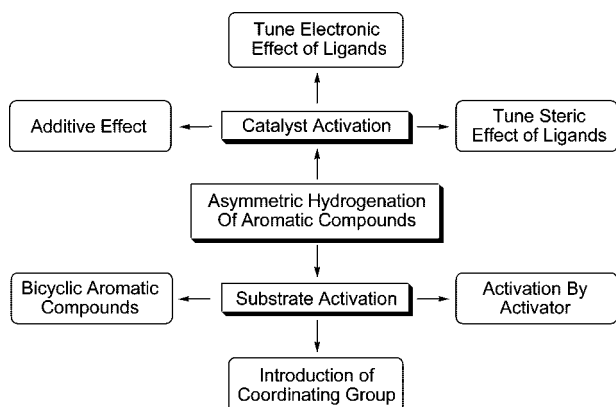 Tune Electronic
Effect of Ligands
Additive Effect
Catalyst Activation
Tune Steric
Effect of Ligands
Asymmetric Hydrogenation
Of Aromatic Compounds
Bicyclic Aromatic
Compounds
Substrate Activation
Activation By
Activator
Introduction of
Coordinating Group